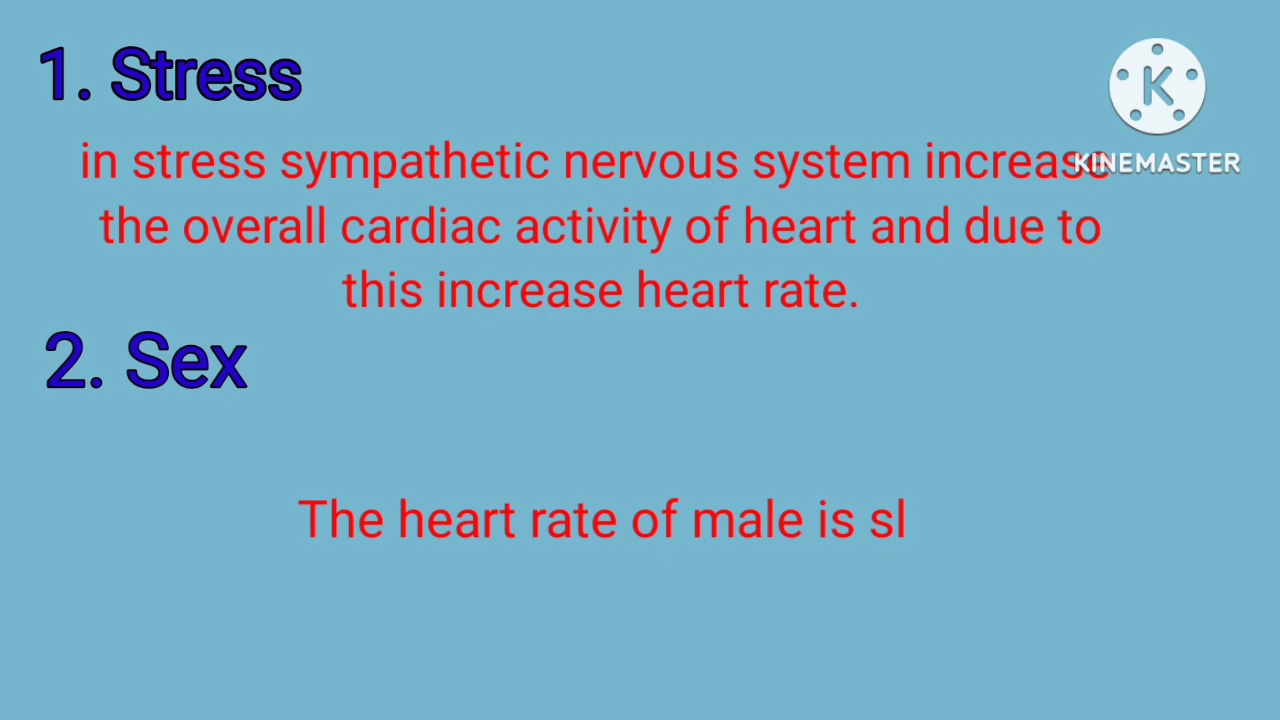 1. Stress
in stress sympathetic nervous system increase
KINEMASTER
the overall cardiac activity of heart and due to
this increase heart rate.
2. Sex
The heart rate of male is sl